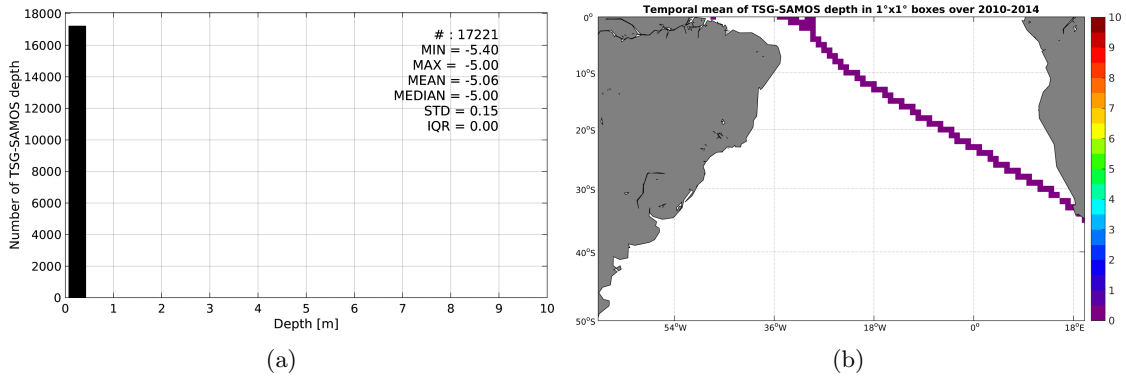 Temporal mean of TSG-SAMOS depth in 1°x1° boxes over 2010-2014
18000
16000
14000
12000
10000
8000
6000
4000
2000
0
Number of TSG-SAMOS depth
# : 17221
MIN = -5.40
MAX = -5.00
MEAN = -5.06
MEDIAN = -5.00
STD = 0.15
IQR = 0.00
0 1 2 3 4 5 6 7 8 9 10
Depth [m]
(a)
0°
10°S
20°S
30°S
40°S
50°S
54°W 36°W 18°W 0° 18°E
10
9
8
7
6
5
4
3
2
1
0
(b)